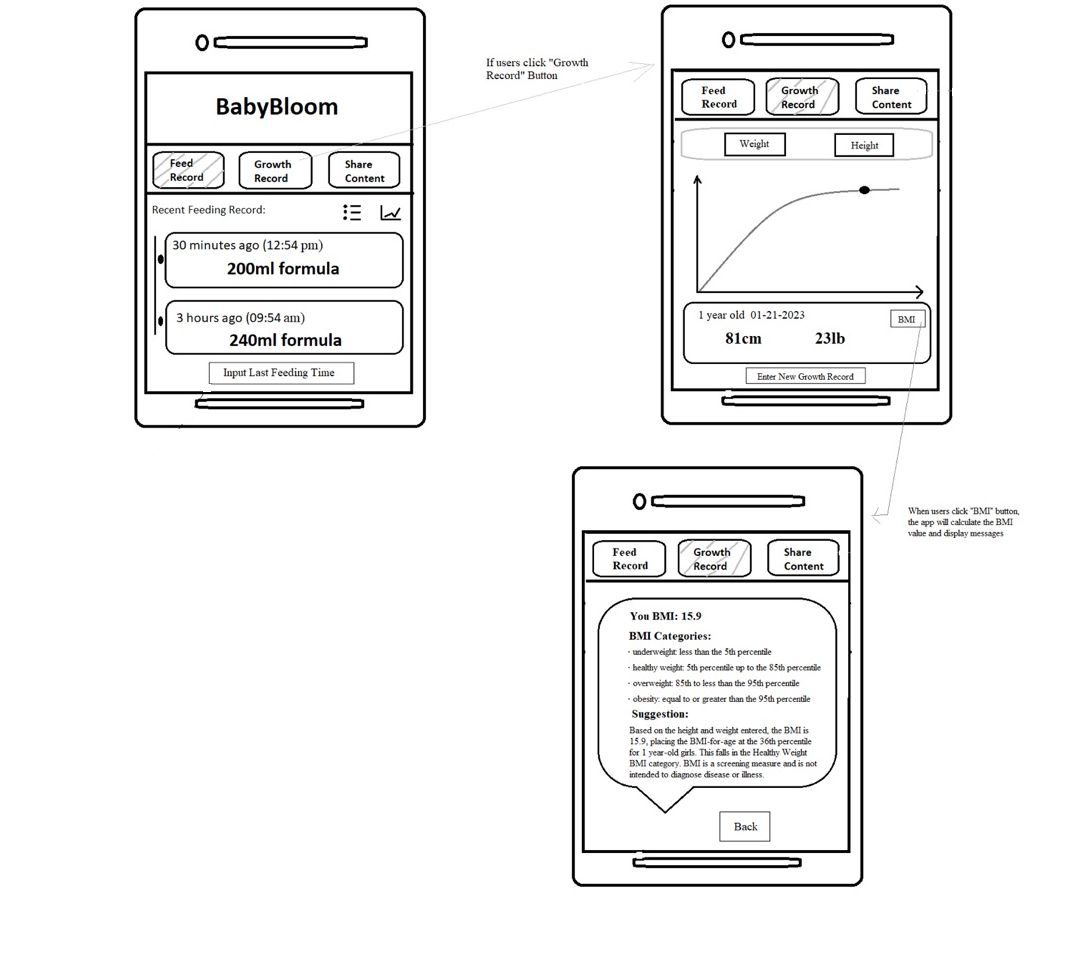 BabyBloom
Feed
Record
Growth
Record
Share
Content
Recent Feeding Record:
30 minutes ago (12:54 pm)
200ml formula
3 hours ago (09:54 am)
240ml formula
Input Last Feeding Time
If users click "Growth
Record" Button
Feed
Record
Growth
Record
Share
Content
Weight
Height
1 year old 01-21-2023
BMI
81cm 23lb
Enter New Growth Record
When users click "BMI" button,
the app will calculate the BMI
value and display messages
Feed
Record
Growth
Record
Share
Content
You BMI: 15.9
BMI Categories:
· underweight: less than the 5th percentile
· healthy weight: 5th percentile up to the 85th percentile
· overweight: 85th to less than the 95th percentile
· obesity: equal to or greater than the 95th percentile
Suggestion:
Based on the height and weight entered, the BMI is
15.9, placing the BMI-for-age at the 36th percentile
for 1 year-old girls. This falls in the Healthy Weight
BMI category. BMI is a screening measure and is not
intended to diagnose disease or illness.
Back